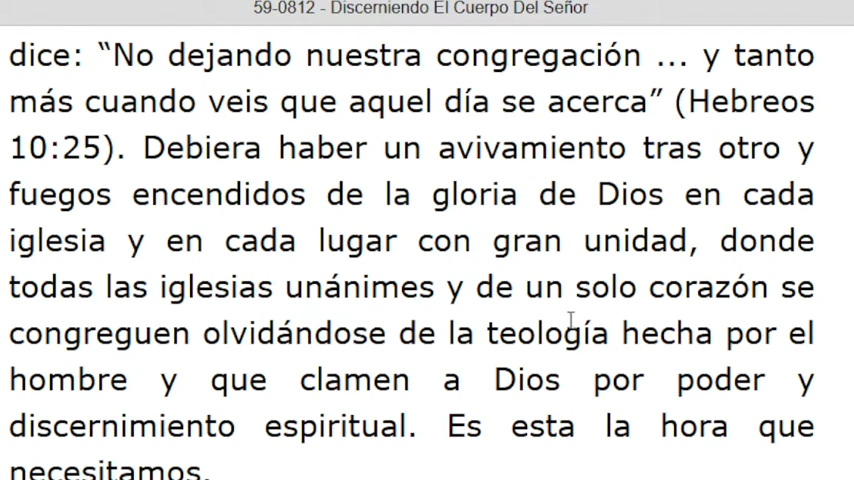 59-0812 - Discerniendo El Cuerpo Del Señor
dice: “No dejando nuestra congregación ... y tanto
más cuando veis que aquel día se acerca” (Hebreos
10:25). Debiera haber un avivamiento tras otro y
fuegos encendidos de la gloria de Dios en cada
iglesia y en cada lugar con gran unidad, donde
todas las iglesias unánimes y de un solo corazón se
congreguen olvidándose de la teología hecha por el
hombre y que clamen a Dios por poder y
discernimiento espiritual. Es esta la hora que
necesitamos.